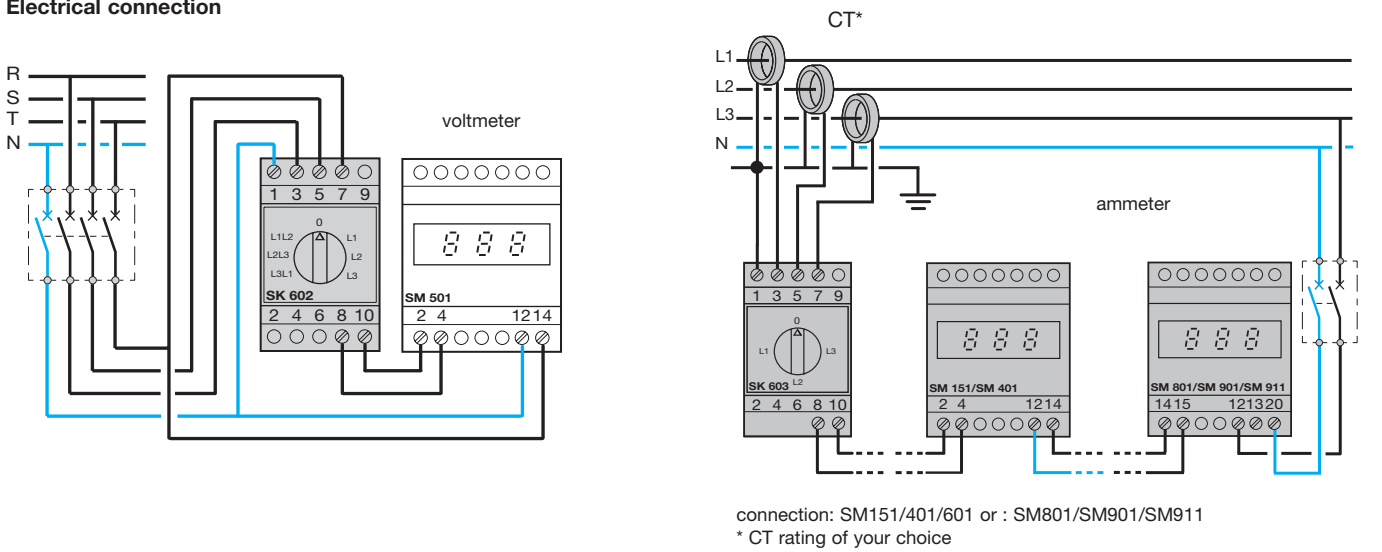 Electrical connection
R
S
T
N
voltmeter
1 3 5 7 9
0
L1L2 L1
L2L3 L2
L3L1 L3
SK 602
2 4 6 8 10
SM 501
2 4 12 14
CT*
L1
L2
L3
N
ammeter
1 3 5 7 9
0
L1 L3
L2
SK 603
2 4 6 8 10
SM 151/SM 401
2 4 12 14
SM 801/SM 901/SM 911
14 15 12 13 20
connection: SM151/401/601 or : SM801/SM901/SM911
* CT rating of your choice